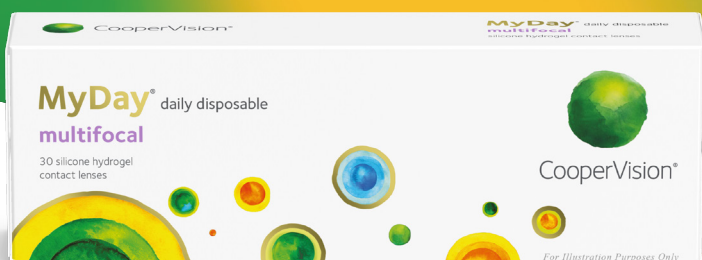 CooperVision®
MyDay® daily disposable
multifocal
silicone hydrogel contact lenses
MyDay® daily disposable
multifocal
30 silicone hydrogel
contact lenses
CooperVision®
For Illustration Purposes Only